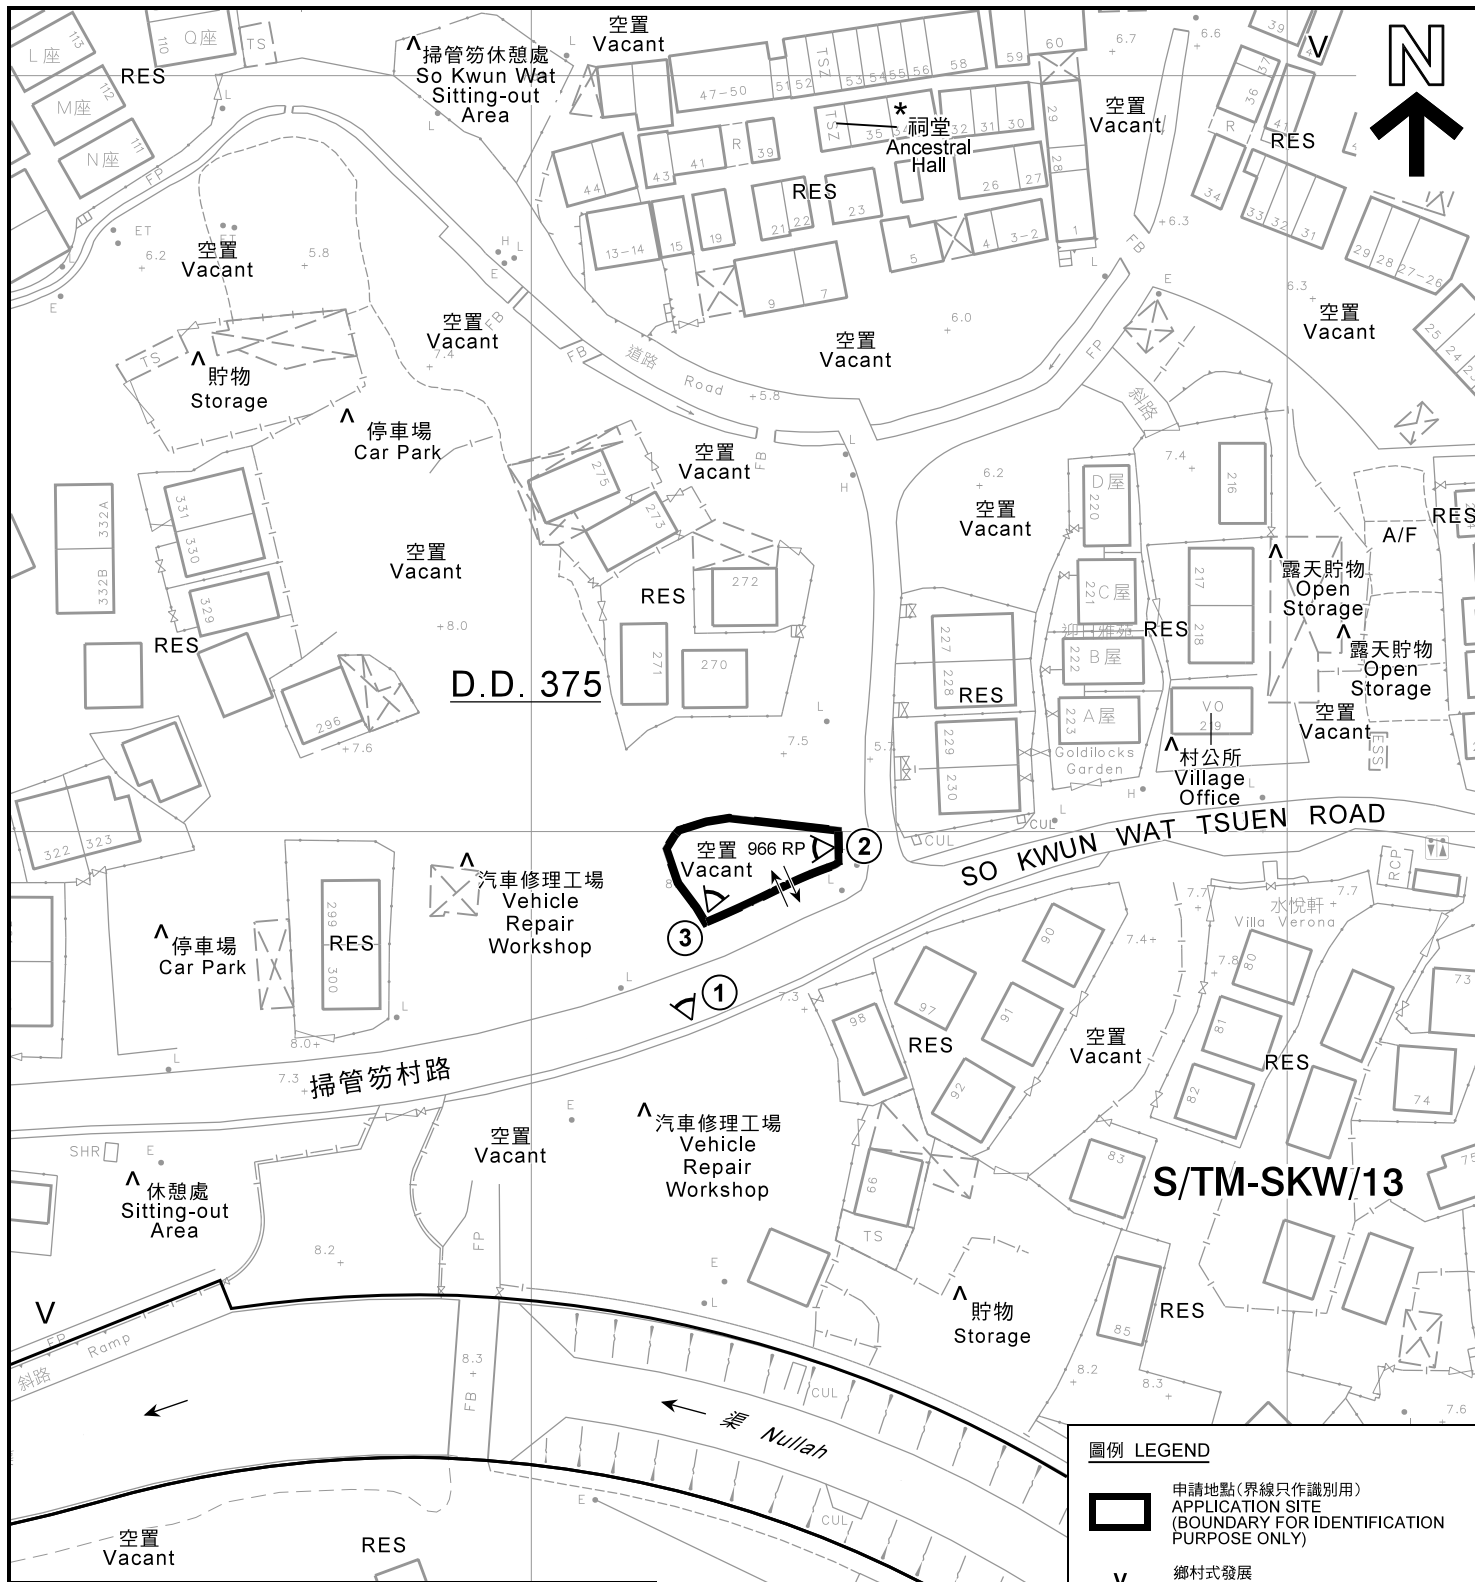 L座
113
110
Q座
TS
RES
M座
112
N座
111
FP
L
掃管笏休憩處
So Kwun Wat
Sitting-out
Area
L
L
空置
Vacant
47-50
51
52
TSZ
53
54
55
56
58
59
60
6.7
6.6
39
V
N
TSZ
35
34
*
祠堂
Ancestral
Hall
32
31
30
29
28
空置
Vacant
37
36
R
41
RES
34
33
32
31
44
43
41
R
39
RES
26
27
13-14
15
19
21
22
23
5
4
3-2
1
9
7
+6.3
FB
L
E
29
28
27-26
ET
ET
6.2
空置
Vacant
5.8
L
E
H
L
E
空置
Vacant
7.4
FB
FB
道路
Road
+5.8
空置
Vacant
6.0
FP
6.3
空置
Vacant
25
24
23
斜路
TS
貯物
Storage
停車場
Car Park
空置
Vacant
FB
L
H
6.2
空置
Vacant
D屋
220
7.4
216
A/F
RES
332A
332B
331
330
329
RES
空置
Vacant
+8.0
275
273
RES
272
271
270
D.D. 375
296
+7.6
227
228
RES
229
230
C屋
221
迎日雅苑
B屋
222
A屋
223
Goldilocks
Garden
RES
217
218
VO
219
露天貯物
Open
Storage
露天貯物
Open
Storage
空置
Vacant
ESS
村公所
Village
Office
L
H
L
7.5
5.7
L
322
323
CUL
CUL
SO KWUN WAT TSUEN ROAD
空置
Vacant
966 RP
2
L
3
汽車修理工場
Vehicle
Repair
Workshop
299
300
RES
停車場
Car Park
L
L
L
8.0+
7.3
掃管笏村路
1
7.3
RCP
7.7
水悅軒
Villa Verona
7.7
7.4+
90
97
91
98
92
RES
空置
Vacant
7.8
80
81
82
RES
73
74
75
83
SHR
E
休憩處
Sitting-out
Area
空置
Vacant
E
汽車修理工場
Vehicle
Repair
Workshop
99
TS
S/TM-SKW/13
8.2
FP
E
L
貯物
Storage
85
RES
V
FP
斜路
Ramp
8.3
FB
CUL
8.2
8.3
L
7.6
渠 Nullah
E
CUL
空置
Vacant
RES
圖例 LEGEND
申請地點(界線只作識別用)
APPLICATION SITE
(BOUNDARY FOR IDENTIFICATION
PURPOSE ONLY)
鄉村式發展
V